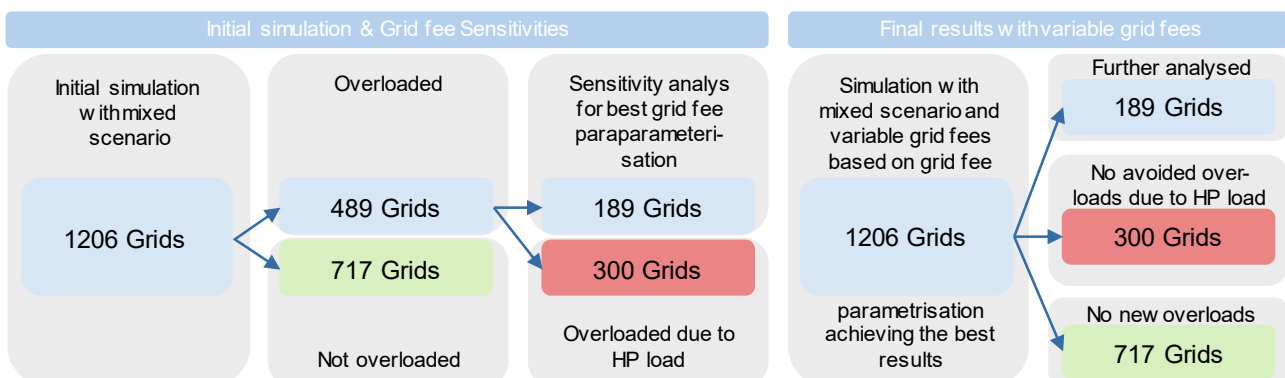 Initial simulation & Grid fee Sensitivities
Initial simulation
with mixed
scenario
1206 Grids
Overloaded
489 Grids
717 Grids
Not overloaded
Sensitivity analys
for best grid fee
paraparameteri-
sation
189 Grids
300 Grids
Overloaded due to
HP load
Final results with variable grid fees
Simulation with
mixed scenario and
variable grid fees
based on grid fee
1206 Grids
parametrisation
achieving the best
results
Further analysed
189 Grids
No avoided over-
loads due to HP load
300 Grids
No new overloads
717 Grids